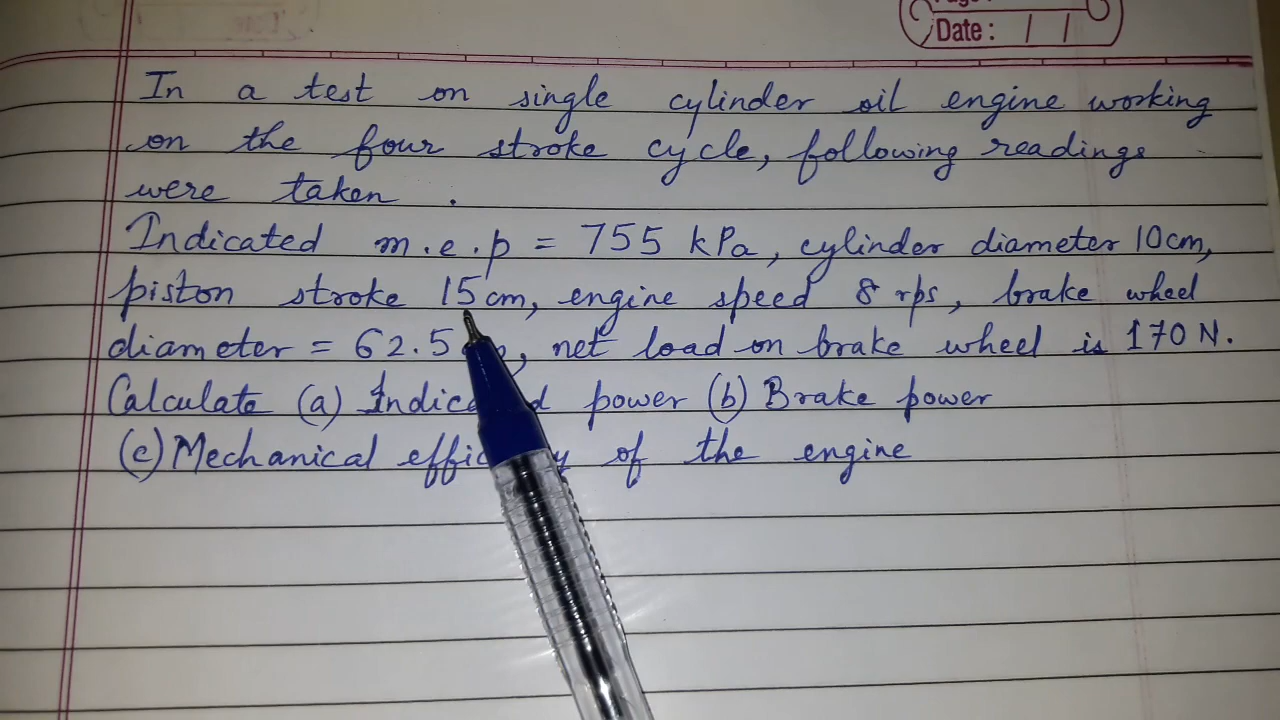 Date: / /
In a test on single cylinder oil engine working
on the four stroke cycle, following readings
were taken.
Indicated m.e.p = 755 kPa, cylinder diameter 10cm,
piston stroke 15cm, engine speed 8 rps, brake wheel
diameter = 62.5 , net load on brake wheel is 170 N.
Calculate (a) power (b) Brake power
(c) Mechanical of the engine